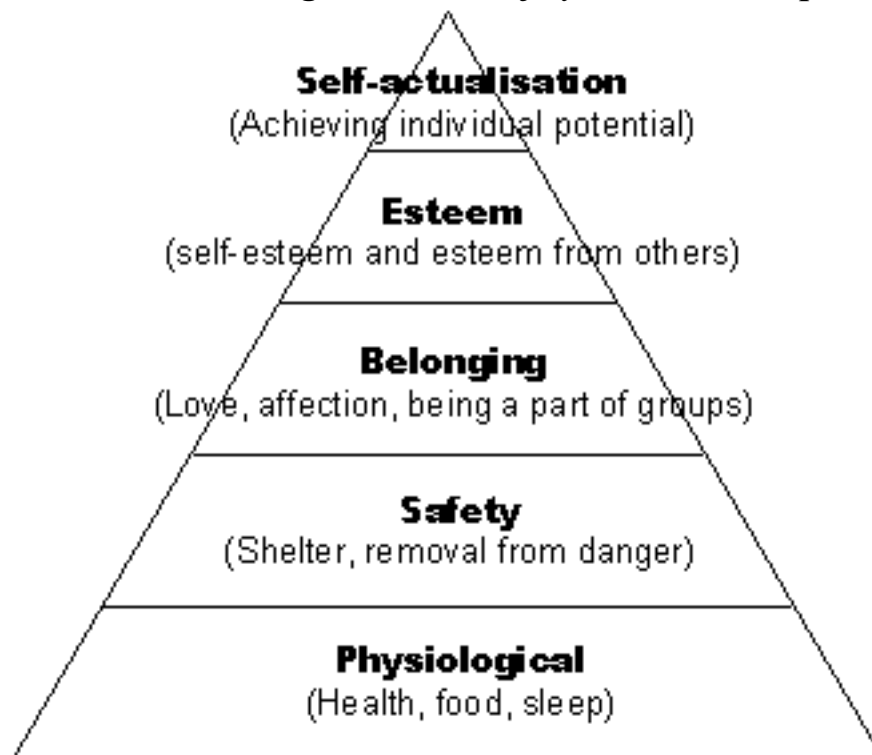 Self-actualisation
(Achieving individual potential)
Esteem
(self-esteem and esteem from others)
Belonging
(Love, affection, being a part of groups)
Safety
(Shelter, removal from danger)
Physiological
(Health, food, sleep)